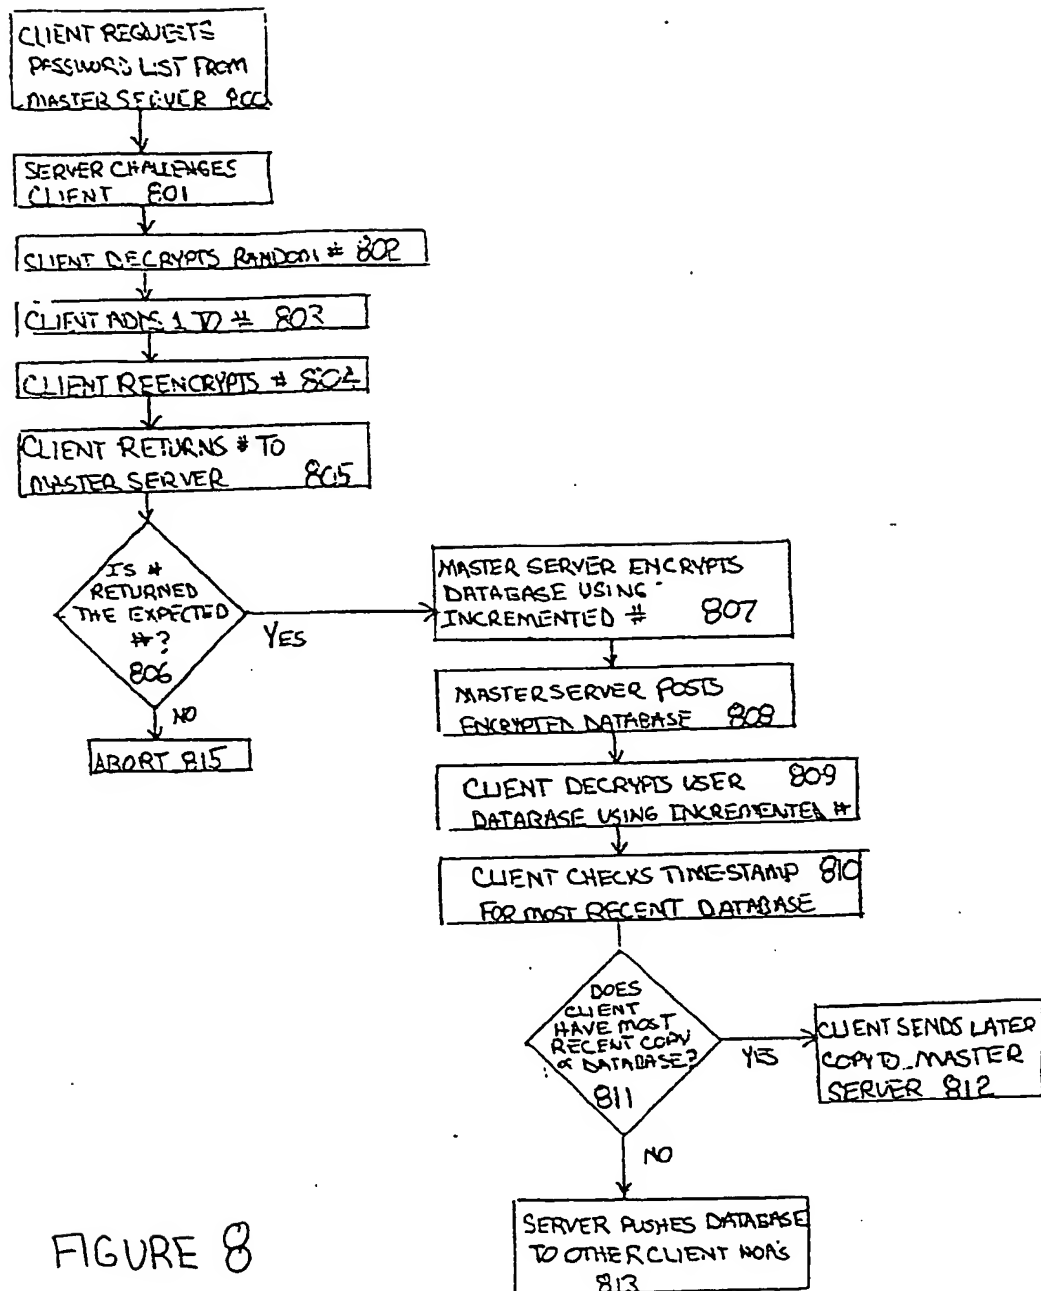 CLIENT REQUESTS
PASSWORD LIST FROM
MASTER SERVER 800
SERVER CHALLENGES
CLIENT 801
CLIENT DECRYPTS RANDOM # 802
CLIENT ADDS 1 TO # 803
CLIENT REENCRYPTS # 804
CLIENT RETURNS # TO
MASTER SERVER 805
IS #
RETURNED
THE EXPECTED
#?
806
YES
NO
ABORT 815
MASTER SERVER ENCRYPTS
DATABASE USING
INCREMENTED # 807
MASTER SERVER POSTS
ENCRYPTED DATABASE 808
CLIENT DECRYPTS USER 809
DATABASE USING INCREMENTED #
CLIENT CHECKS TIME-STAMP 810
FOR MOST RECENT DATABASE
DOES
CLIENT
HAVE MOST
RECENT COPY
OF DATABASE?
811
YES
CLIENT SENDS LATER
COPY TO MASTER
SERVER 812
NO
SERVER PUSHES DATABASE
TO OTHER CLIENT NOA'S
813
FIGURE 8